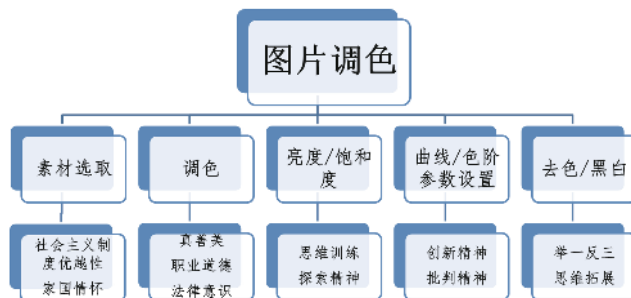 图片调色
素材选取
调色
亮度/饱和
度
曲线/色阶
参数设置
去色/黑白
社会主义制
度优越性
家国情怀
真善美
职业道德
法律意识
思维训练
探索精神
创新精神
批判精神
举一反三
思维拓展